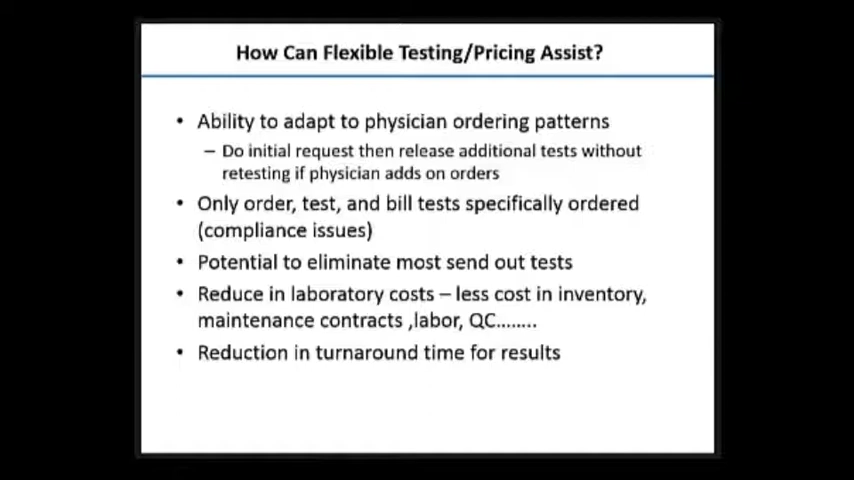 How Can Flexible Testing/Pricing Assist?
• Ability to adapt to physician ordering patterns
– Do initial request then release additional tests without
retesting if physician adds on orders
• Only order, test, and bill tests specifically ordered
(compliance issues)
• Potential to eliminate most send out tests
• Reduce in laboratory costs – less cost in inventory,
maintenance contracts ,labor, QC........
• Reduction in turnaround time for results